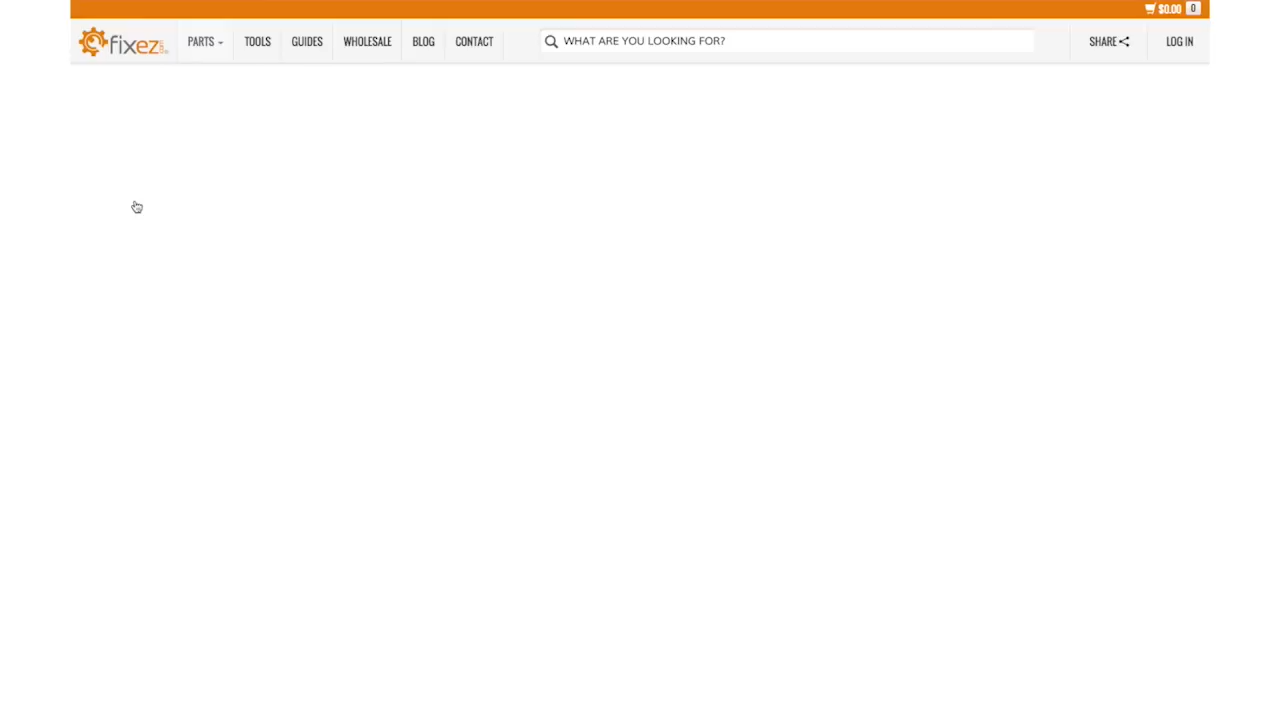 $0.00 0
fixez
PARTS TOOLS GUIDES WHOLESALE BLOG CONTACT WHAT ARE YOU LOOKING FOR? SHARE LOG IN